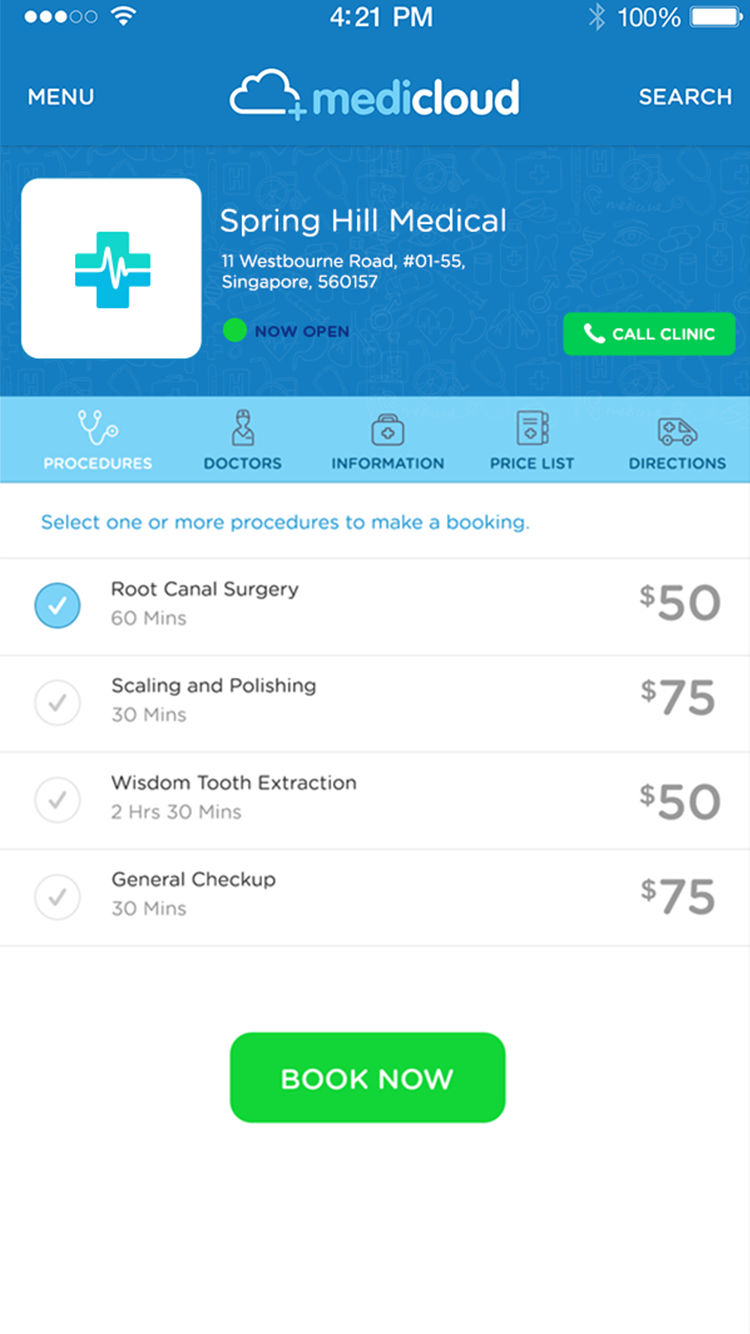 4:21 PM
100%
MENU
medicloud
SEARCH
Spring Hill Medical
11 Westbourne Road, #01-55,
Singapore, 560157
NOW OPEN
CALL CLINIC
PROCEDURES
DOCTORS
INFORMATION
PRICE LIST
DIRECTIONS
Select one or more procedures to make a booking.
Root Canal Surgery
60 Mins
$50
Scaling and Polishing
30 Mins
$75
Wisdom Tooth Extraction
2 Hrs 30 Mins
$50
General Checkup
30 Mins
$75
BOOK NOW